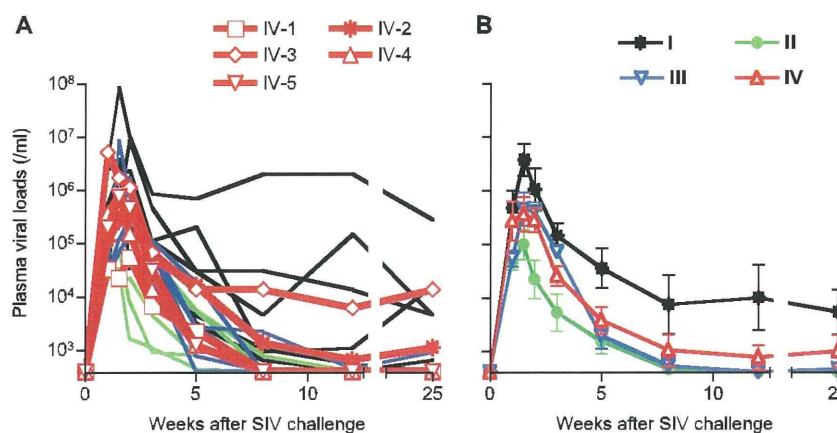 A
IV-1 IV-2
IV-3 IV-4
IV-5
Plasma viral loads (/ml)
10⁸
10⁷
10⁶
10⁵
10⁴
10³
0 5 10 25
Weeks after SIV challenge
B
I II
III IV
0 5 10
Weeks after SIV challenge